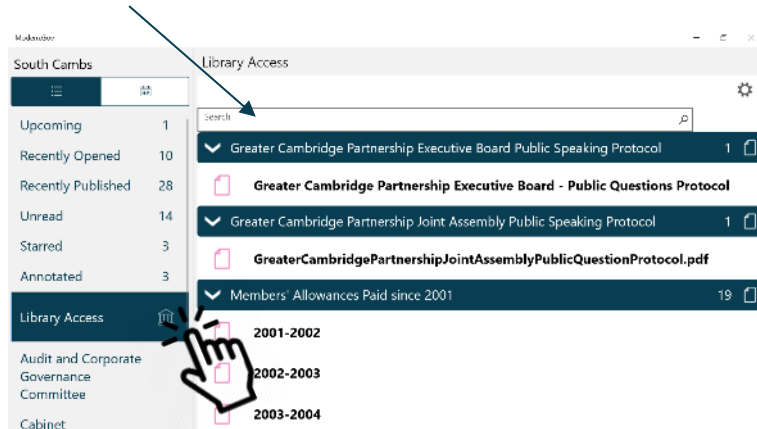 Modern.Gov
South Cambs
Library Access
Upcoming 1
Recently Opened 10
Recently Published 28
Unread 14
Starred 3
Annotated 3
Library Access
Audit and Corporate
Governance
Committee
Cabinet
Search
Greater Cambridge Partnership Executive Board Public Speaking Protocol 1
Greater Cambridge Partnership Executive Board - Public Questions Protocol
Greater Cambridge Partnership Joint Assembly Public Speaking Protocol 1
GreaterCambridgePartnershipJointAssemblyPublicQuestionProtocol.pdf
Members' Allowances Paid since 2001 19
2001-2002
2002-2003
2003-2004